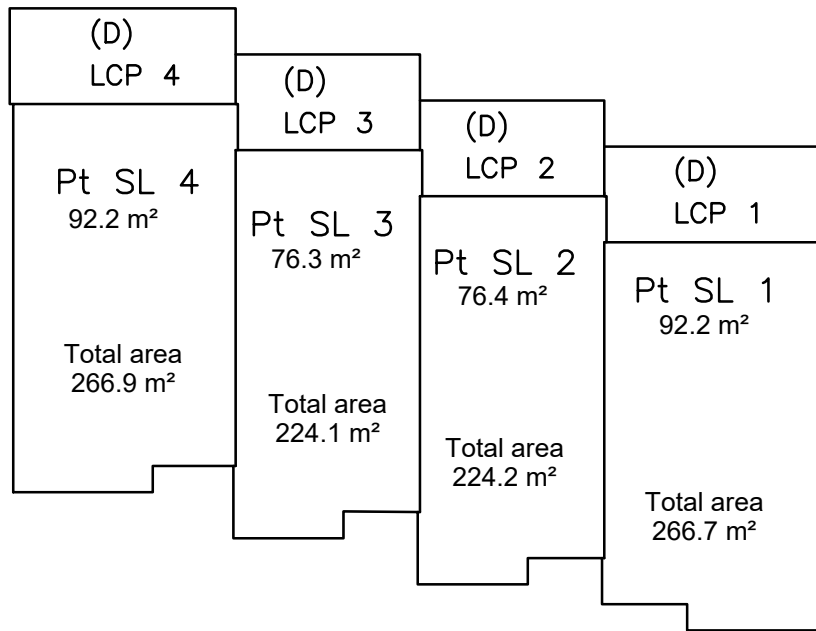 (D)
LCP 4
Pt SL 4
92.2 m²
Total area
266.9 m²
(D)
LCP 3
Pt SL 3
76.3 m²
Total area
224.1 m²
(D)
LCP 2
Pt SL 2
76.4 m²
Total area
224.2 m²
(D)
LCP 1
Pt SL 1
92.2 m²
Total area
266.7 m²